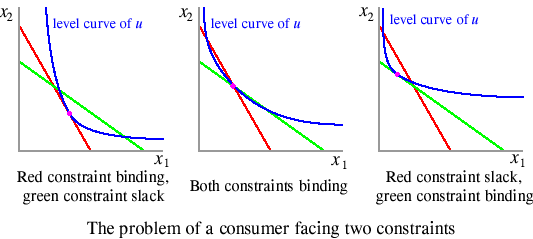 x2
level curve of u
x1
Red constraint binding,
green constraint slack
x2
level curve of u
x1
Both constraints binding
x2
level curve of u
x1
Red constraint slack,
green constraint binding
The problem of a consumer facing two constraints